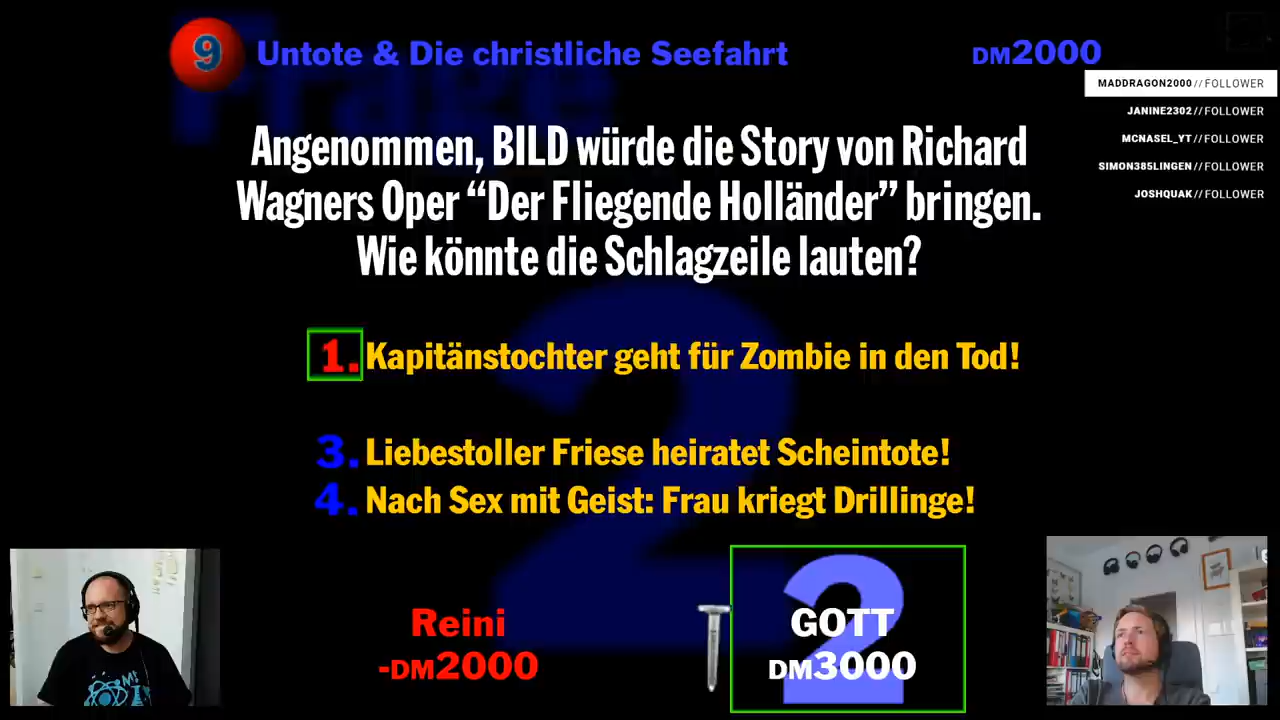 9 Untote & Die christliche Seefahrt DM2000
MADDRAGON2000//FOLLOWER
JANINE2302//FOLLOWER
MCNASEL_YT//FOLLOWER
SIMON385LINGEN//FOLLOWER
JOSHQUAK//FOLLOWER
Angenommen, BILD würde die Story von Richard
Wagners Oper “Der Fliegende Holländer” bringen.
Wie könnte die Schlagzeile lauten?
1. Kapitänstochter geht für Zombie in den Tod!
3. Liebestoller Friese heiratet Scheintote!
4. Nach Sex mit Geist: Frau kriegt Drillinge!
2
Reini
-DM2000
2
GOTT
DM3000